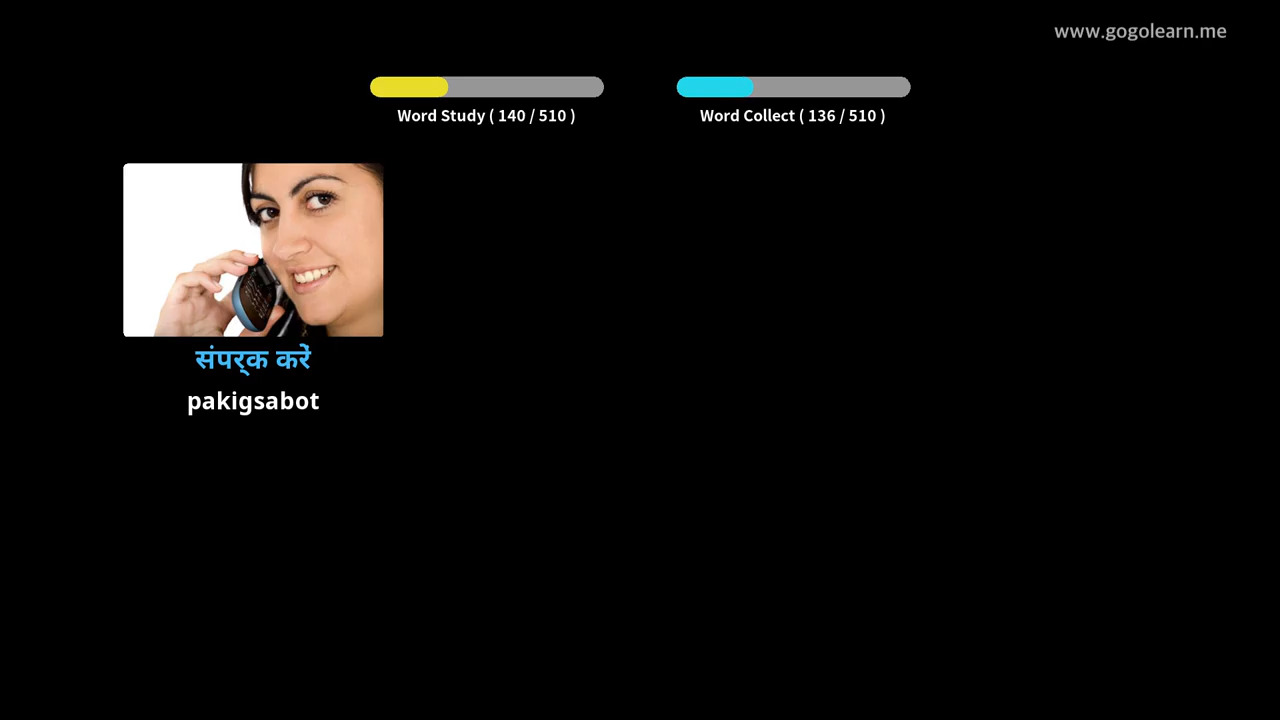 www.gogolearn.me
Word Study ( 140 / 510 )
Word Collect ( 136 / 510 )
संपर्क करें
pakigsabot